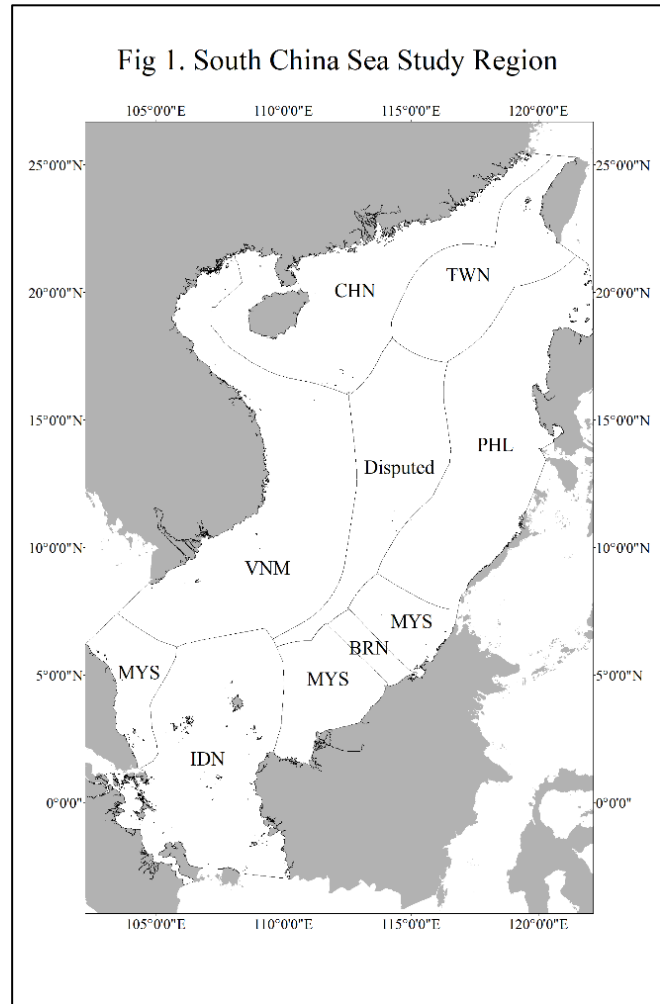 Fig 1. South China Sea Study Region
105°0'0"E 110°0'0"E 115°0'0"E 120°0'0"E
25°0'0"N 25°0'0"N
TWN
CHN
20°0'0"N 20°0'0"N
15°0'0"N 15°0'0"N
PHL
Disputed
10°0'0"N 10°0'0"N
VNM
MYS
BRN
5°0'0"N MYS MYS 5°0'0"N
IDN
0°0'0" 0°0'0"
105°0'0"E 110°0'0"E 115°0'0"E 120°0'0"E